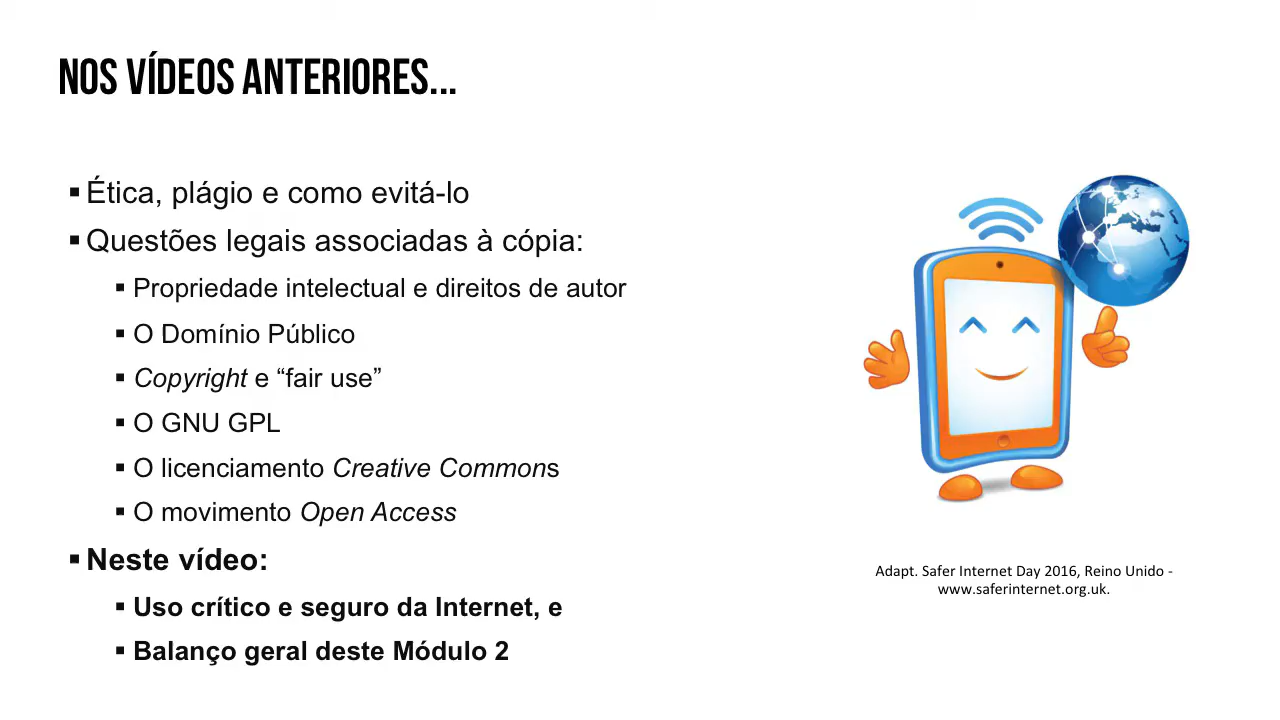 NOS VÍDEOS ANTERIORES...
▪ Ética, plágio e como evitá-lo
▪ Questões legais associadas à cópia:
▪ Propriedade intelectual e direitos de autor
▪ O Domínio Público
▪ Copyright e “fair use”
▪ O GNU GPL
▪ O licenciamento Creative Commons
▪ O movimento Open Access
▪ Neste vídeo:
▪ Uso crítico e seguro da Internet, e
▪ Balanço geral deste Módulo 2
Adapt. Safer Internet Day 2016, Reino Unido -
www.saferinternet.org.uk.